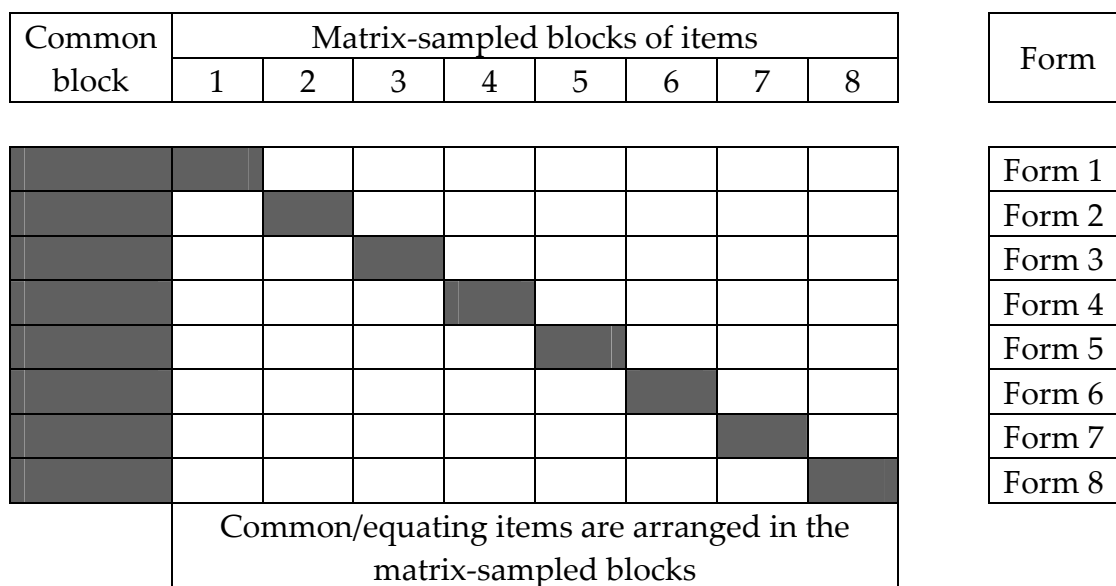 Common block
Matrix-sampled blocks of items
1 2 3 4 5 6 7 8
Form
Form 1
Form 2
Form 3
Form 4
Form 5
Form 6
Form 7
Form 8
Common/equating items are arranged in the
matrix-sampled blocks